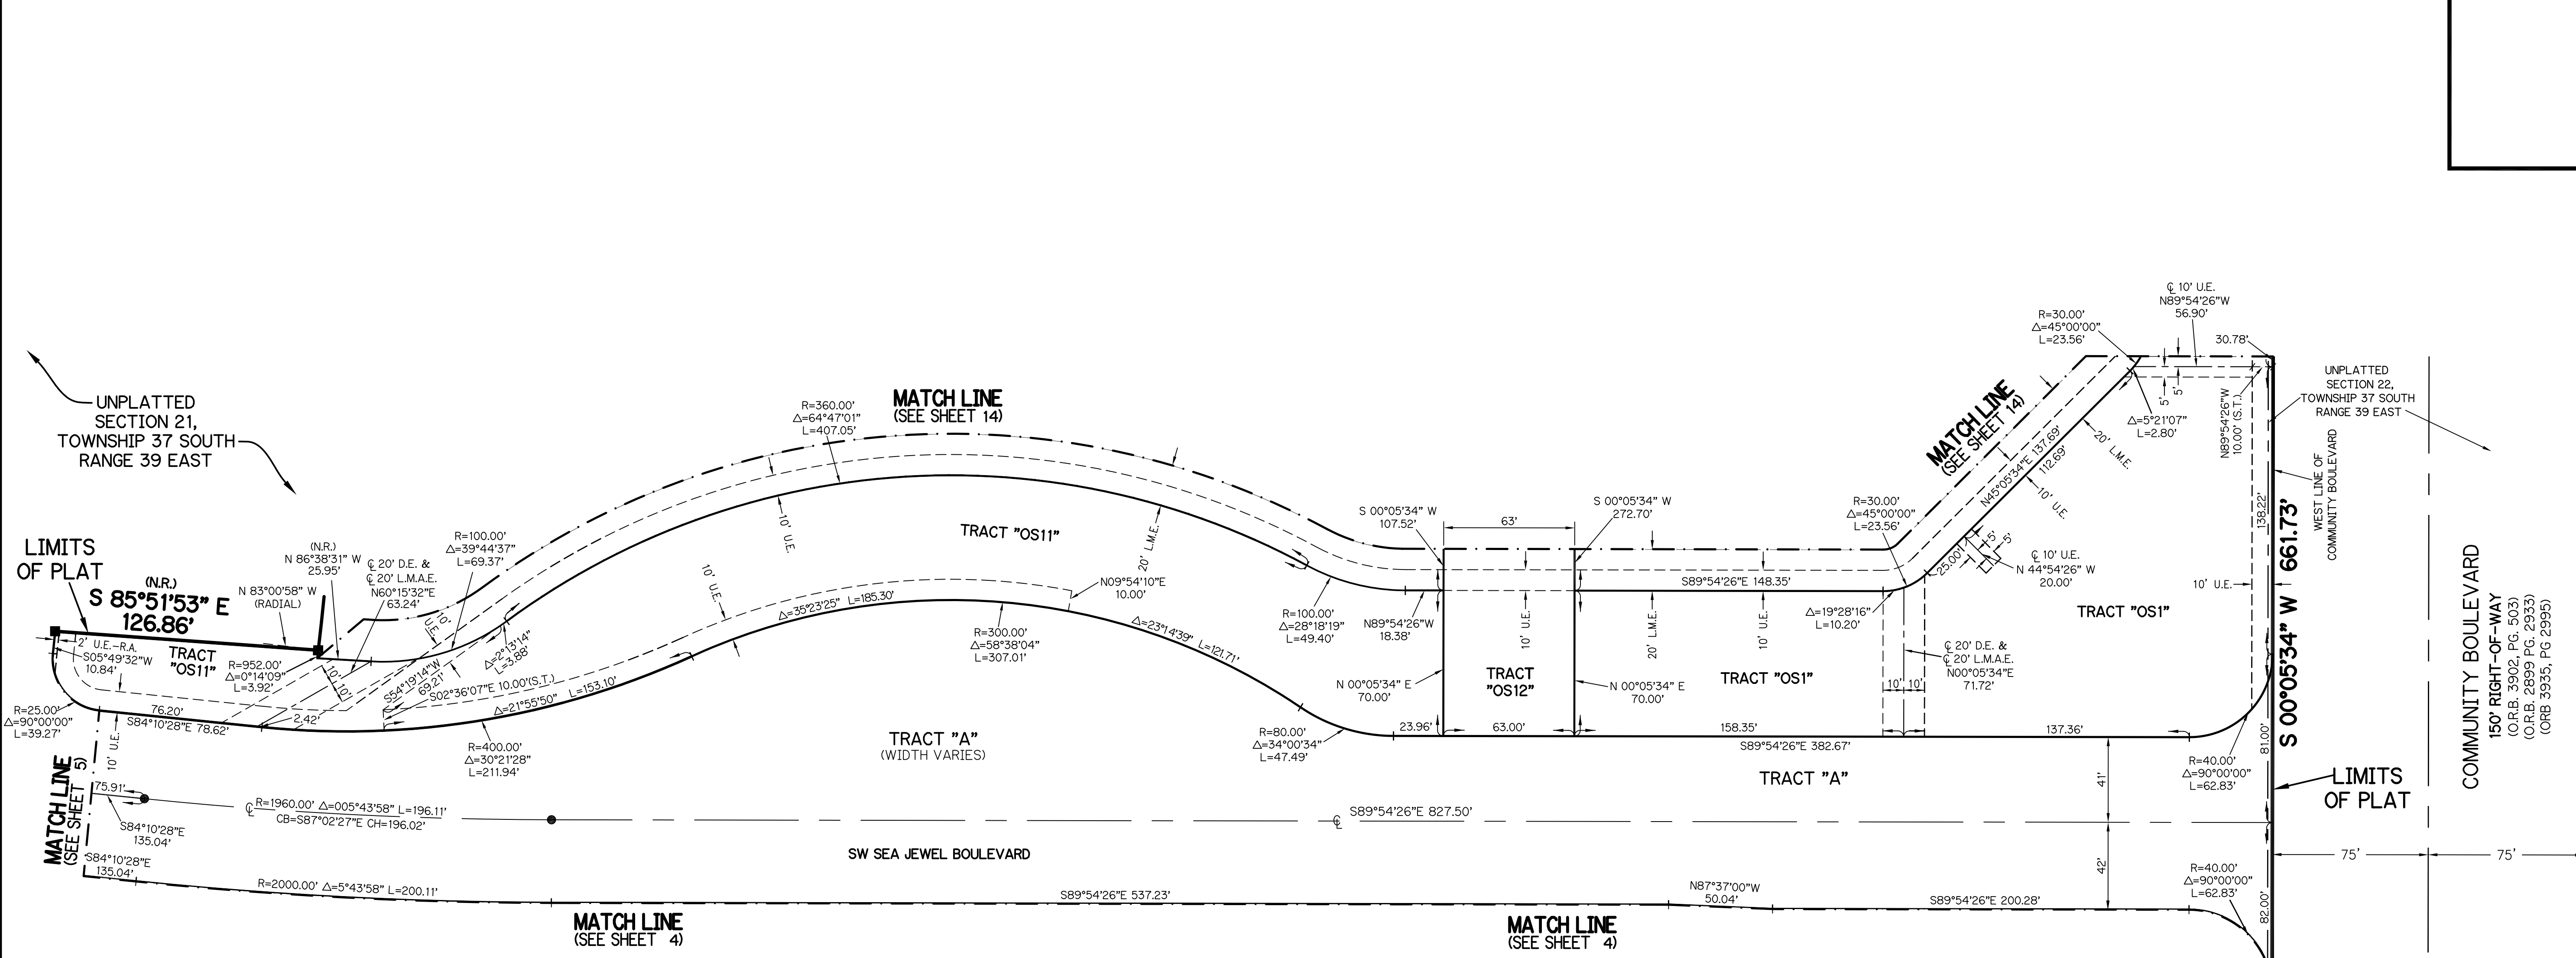 UNPLATTED
SECTION 21,
TOWNSHIP 37 SOUTH
RANGE 39 EAST
LIMITS
OF PLAT
(N.R.)
S 85°51'53" E
126.86'
N 83°00'58" W
(RADIAL)
(N.R.)
N 86°38'31" W
25.95'
℄ 20' D.E. &
℄ 20' L.M.A.E.
N60°15'32"E
63.24'
R=100.00'
△=39°44'37"
L=69.37'
2' U.E.-R.A.
S05°49'32"W
10.84'
TRACT
"OS11"
R=952.00'
△=0°14'09"
L=3.92'
10'
10'
10'
U.E.
S54°19'14"W
69.21'
△=2°13'14"
L=3.88'
S02°36'07"E 10.00'(S.T.)
R=25.00'
△=90°00'00"
L=39.27'
76.20'
S84°10'28"E 78.62'
2.42'
10' U.E.
△=21°55'50" L=153.10'
R=400.00'
△=30°21'28"
L=211.94'
MATCH LINE
(SEE SHEET 5)
75.91'
S84°10'28"E
135.04'
S84°10'28"E
135.04'
℄ R=1960.00' △=005°43'58" L=196.11'
CB=S87°02'27"E CH=196.02'
R=2000.00' △=5°43'58" L=200.11'
MATCH LINE
(SEE SHEET 4)
R=360.00'
△=64°47'01"
L=407.05'
MATCH LINE
(SEE SHEET 14)
10' U.E.
TRACT "OS11"
20' L.M.E.
10' U.E.
△=35°23'25" L=185.30'
N09°54'10"E
10.00'
R=300.00'
△=58°38'04"
L=307.01'
△=23°14'39" L=121.71'
TRACT "A"
(WIDTH VARIES)
SW SEA JEWEL BOULEVARD
S89°54'26"E 537.23'
S 00°05'34" W
107.52'
63'
S 00°05'34" W
272.70'
R=100.00'
△=28°18'19"
L=49.40'
N89°54'26"W
18.38'
N 00°05'34" E
70.00'
R=80.00'
△=34°00'34"
L=47.49'
23.96'
10' U.E.
TRACT
"OS12"
63.00'
N 00°05'34" E
70.00'
20' L.M.E.
S89°54'26"E 148.35'
10' U.E.
TRACT "OS1"
158.35'
S89°54'26"E 382.67'
TRACT "A"
℄ S89°54'26"E 827.50'
N87°37'00"W
50.04'
MATCH LINE
(SEE SHEET 4)
S89°54'26"E 200.28'
R=30.00'
△=45°00'00"
L=23.56'
△=19°28'16"
L=10.20'
10' 10'
℄ 20' D.E. &
℄ 20' L.M.A.E.
N00°05'34"E
71.72'
137.36'
41'
42'
MATCH LINE
(SEE SHEET 14)
N45°05'34"E 137.69'
112.69'
25.00'
20' L.M.E.
10' U.E.
5'
5'
℄ 10' U.E.
N 44°54'26" W
20.00'
TRACT "OS1"
R=30.00'
△=45°00'00"
L=23.56'
℄ 10' U.E.
N89°54'26"W
56.90'
30.78'
5'
5'
△=5°21'07"
L=2.80'
N89°54'26"W
10.00' (S.T.)
138.22'
10' U.E.
R=40.00'
△=90°00'00"
L=62.83'
81.00'
R=40.00'
△=90°00'00"
L=62.83'
82.00'
S 00°05'34" W 661.73'
UNPLATTED
SECTION 22,
TOWNSHIP 37 SOUTH
RANGE 39 EAST
WEST LINE OF
COMMUNITY BOULEVARD
LIMITS
OF PLAT
75'
75'
COMMUNITY BOULEVARD
150' RIGHT-OF-WAY
(O.R.B. 3902, PG. 503)
(O.R.B. 2899 PG. 2933)
(ORB 3935, PG 2995)